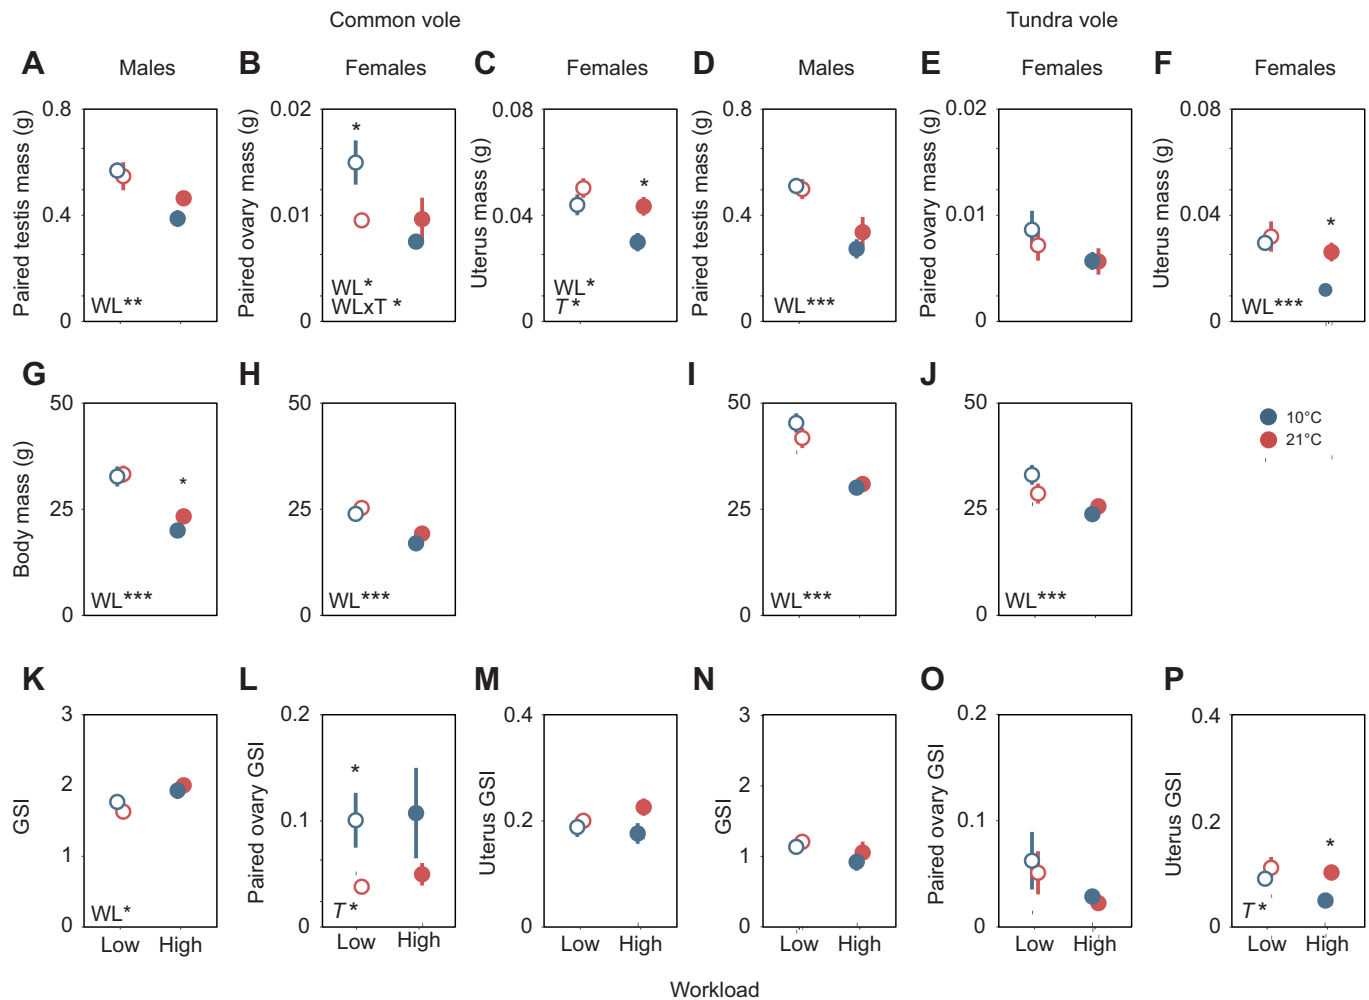 Common vole
Tundra vole
A
Males
B
Females
C
Females
D
Males
E
Females
F
Females
Paired testis mass (g)
0.8
0.4
0
WL**
Paired ovary mass (g)
0.02
0.01
0
*
WL*
WLxT *
Uterus mass (g)
0.08
0.04
0
*
WL*
T*
Paired testis mass (g)
0.8
0.4
0
WL***
Paired ovary mass (g)
0.02
0.01
0
Uterus mass (g)
0.08
0.04
0
*
WL***
G
Body mass (g)
50
25
0
*
WL***
H
50
25
0
WL***
I
50
25
0
WL***
J
50
25
0
WL***
10°C
21°C
K
GSI
3
2
1
0
WL*
Low High
L
Paired ovary GSI
0.2
0.1
0
*
T*
Low High
M
Uterus GSI
0.4
0.2
0
Low High
N
GSI
3
2
1
0
Low High
O
Paired ovary GSI
0.2
0.1
0
Low High
P
Uterus GSI
0.4
0.2
0
*
T*
Low High
Workload